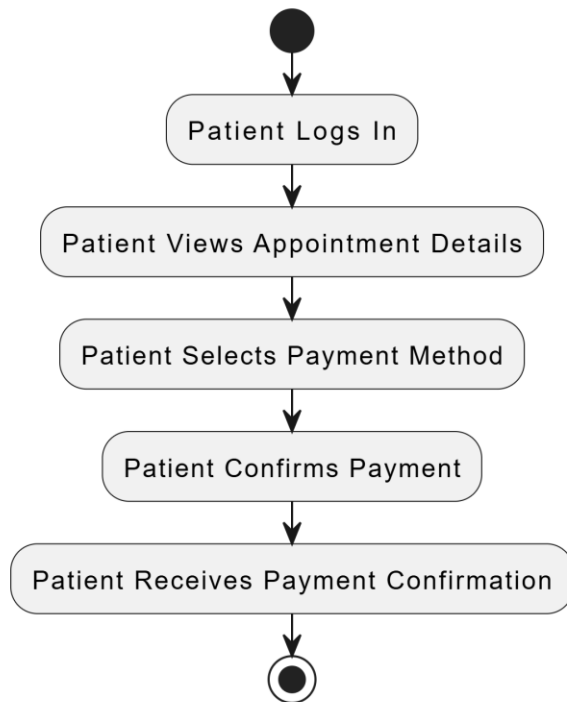 Patient Logs In
Patient Views Appointment Details
Patient Selects Payment Method
Patient Confirms Payment
Patient Receives Payment Confirmation